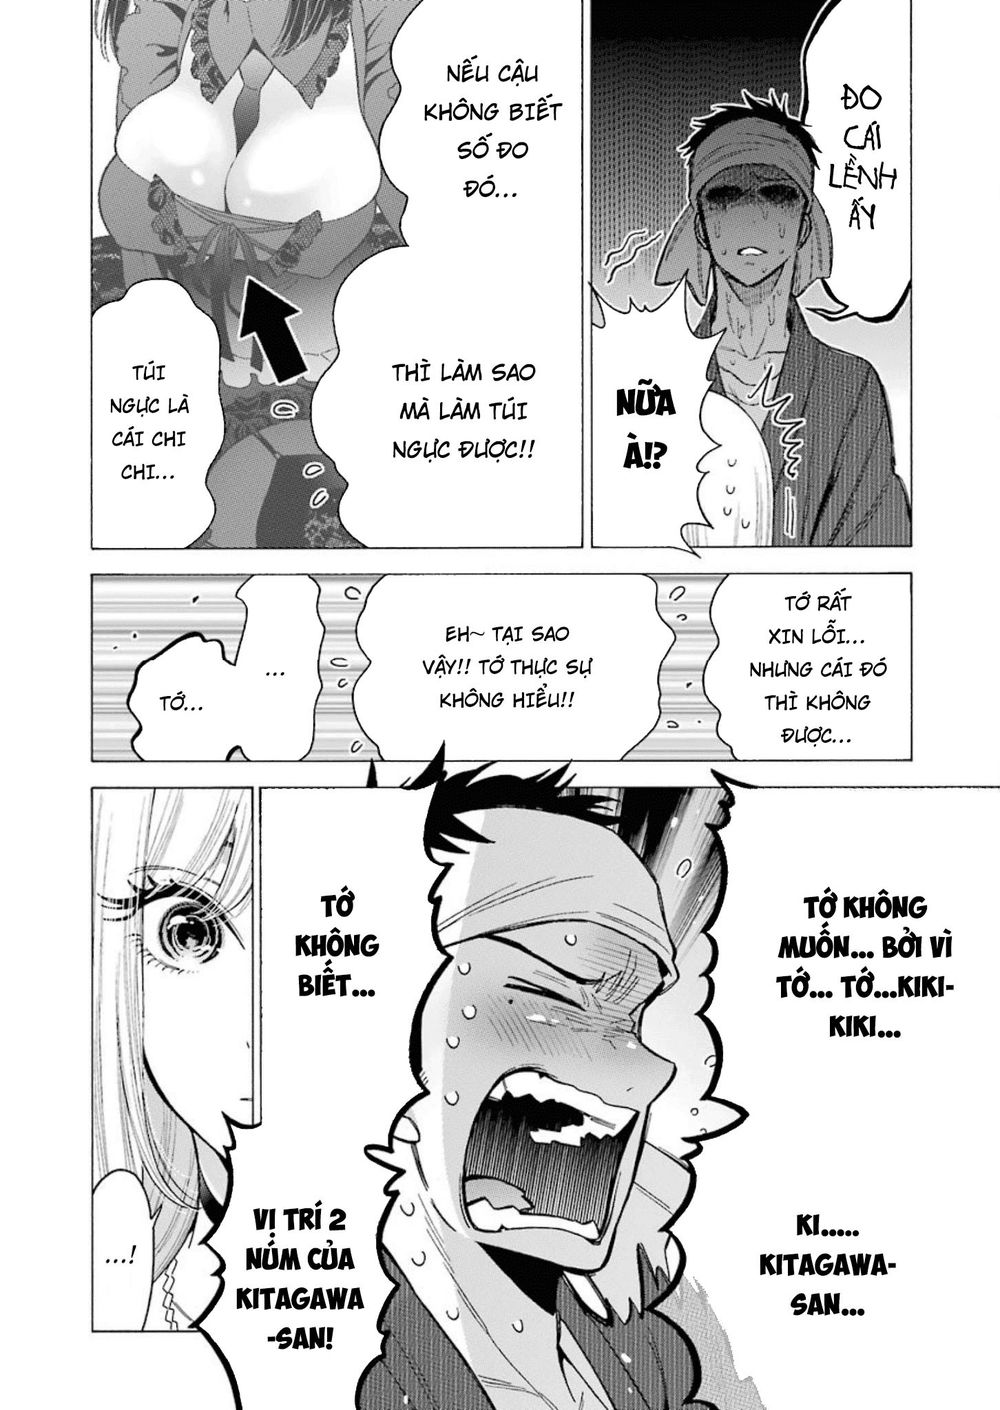 ĐO
CÁI
LỀNH
ẤY
NỮA
À!?
NẾU CẬU
KHÔNG BIẾT
SỐ ĐO
ĐÓ...
THÌ LÀM SAO
MÀ LÀM TÚI
NGỰC ĐƯỢC!!
TÚI
NGỰC LÀ
CÁI CHI
CHI...
TỚ RẤT
XIN LỖI...
NHƯNG CÁI ĐÓ
THÌ KHÔNG
ĐƯỢC...
EH~ TẠI SAO
VẬY!! TỚ THỰC SỰ
KHÔNG HIỂU!!
...
TỚ...
TỚ KHÔNG
MUỐN... BỞI VÌ
TỚ... TỚ...KIKI-
KIKI...
KI.....
KITAGAWA-
SAN...
TỚ
KHÔNG
BIẾT...
VỊ TRÍ 2
NÚM CỦA
KITAGAWA
-SAN!
...!